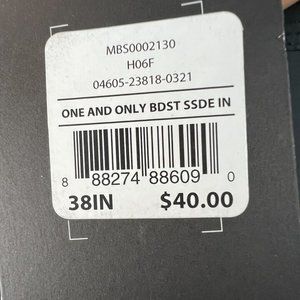 MBS0002130
H06F
04605-23818-0321
ONE AND ONLY BDST SSDE IN
8 88274 88609 0
38IN $40.00